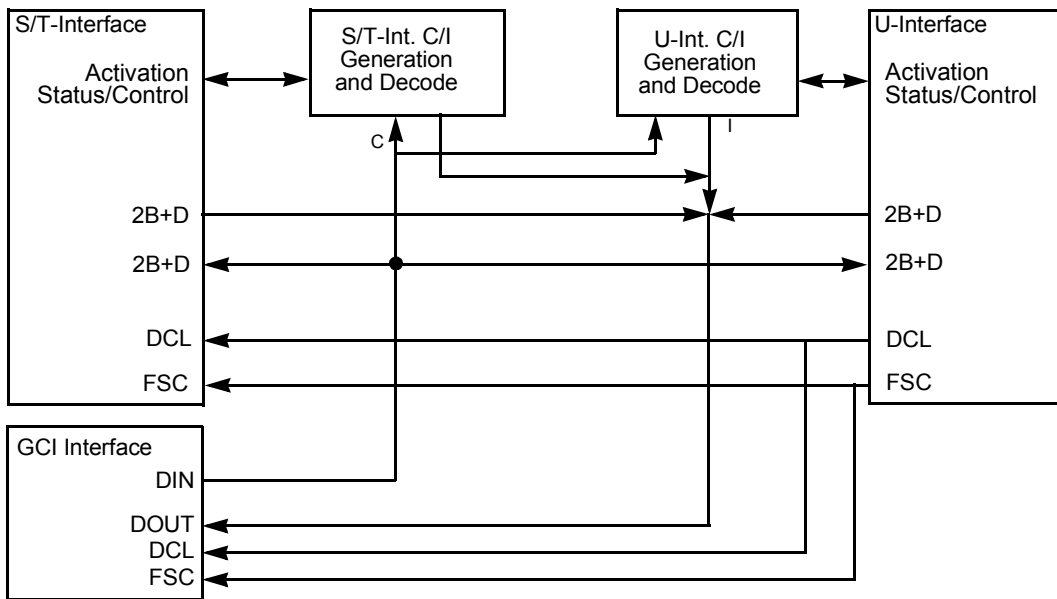 S/T-Interface
Activation
Status/Control
2B+D
2B+D
DCL
FSC
S/T-Int. C/I
Generation
and Decode
C
U-Int. C/I
Generation
and Decode
I
U-Interface
Activation
Status/Control
2B+D
2B+D
DCL
FSC
GCI Interface
DIN
DOUT
DCL
FSC